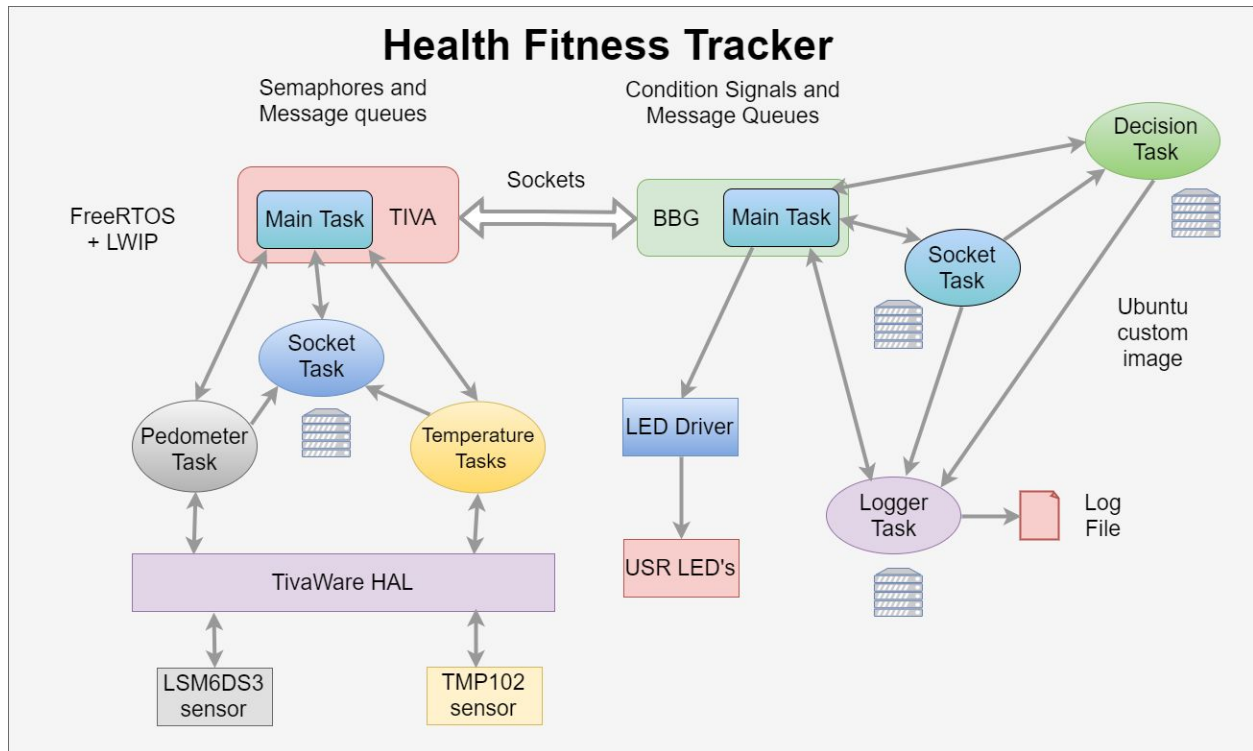 Health Fitness Tracker
Semaphores and
Message queues
Condition Signals and
Message Queues
Decision
Task
Sockets
FreeRTOS
+ LWIP
Main Task
TIVA
BBG
Main Task
Socket
Task
Ubuntu
custom
image
Socket
Task
Pedometer
Task
Temperature
Tasks
LED Driver
Logger
Task
Log
File
TivaWare HAL
USR LED's
LSM6DS3
sensor
TMP102
sensor